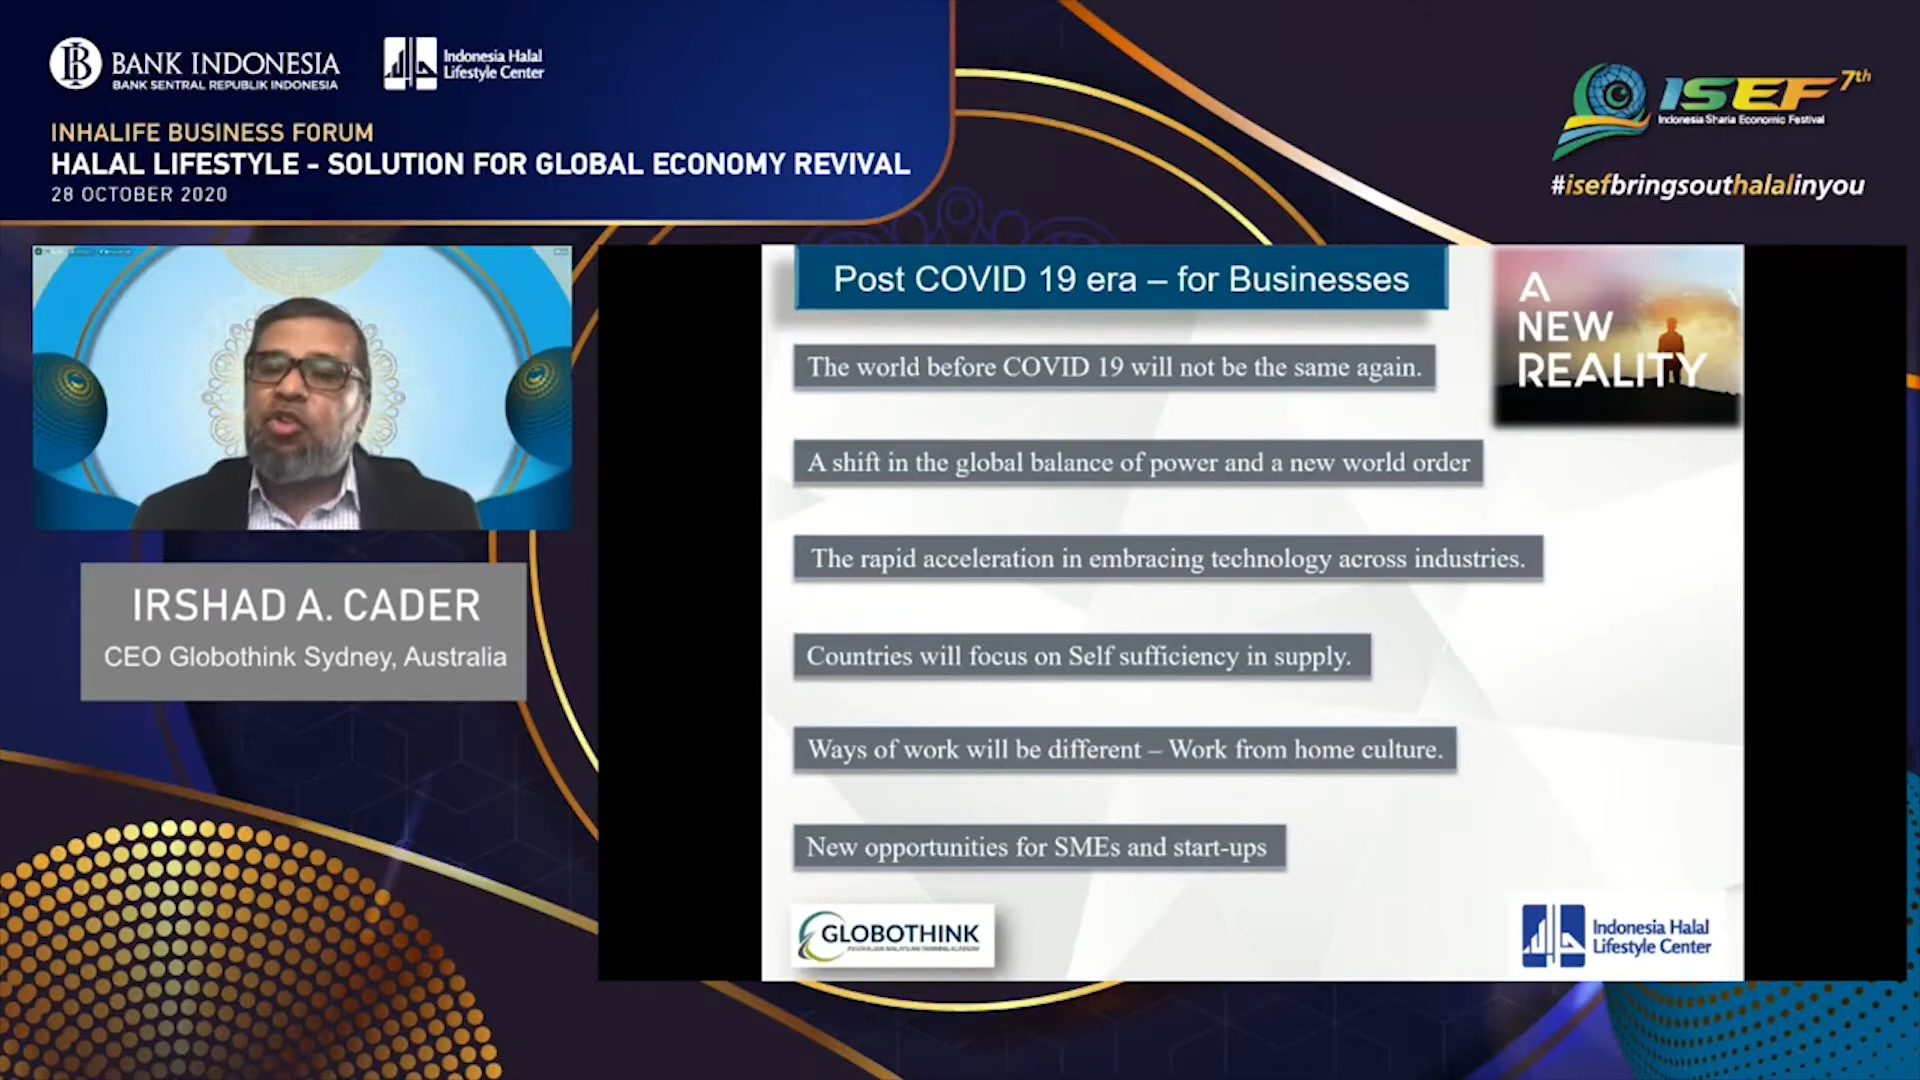 BANK INDONESIA
BANK SENTRAL REPUBLIK INDONESIA
Indonesia Halal
Lifestyle Center
INHALIFE BUSINESS FORUM
HALAL LIFESTYLE - SOLUTION FOR GLOBAL ECONOMY REVIVAL
28 OCTOBER 2020
ISEF 7th
Indonesia Sharia Economic Festival
#isefbringsouthalalinyou
IRSHAD A. CADER
CEO Globothink Sydney, Australia
Post COVID 19 era – for Businesses
A
NEW
REALITY
The world before COVID 19 will not be the same again.
A shift in the global balance of power and a new world order
The rapid acceleration in embracing technology across industries.
Countries will focus on Self sufficiency in supply.
Ways of work will be different – Work from home culture.
New opportunities for SMEs and start-ups
GLOBOTHINK
Indonesia Halal
Lifestyle Center